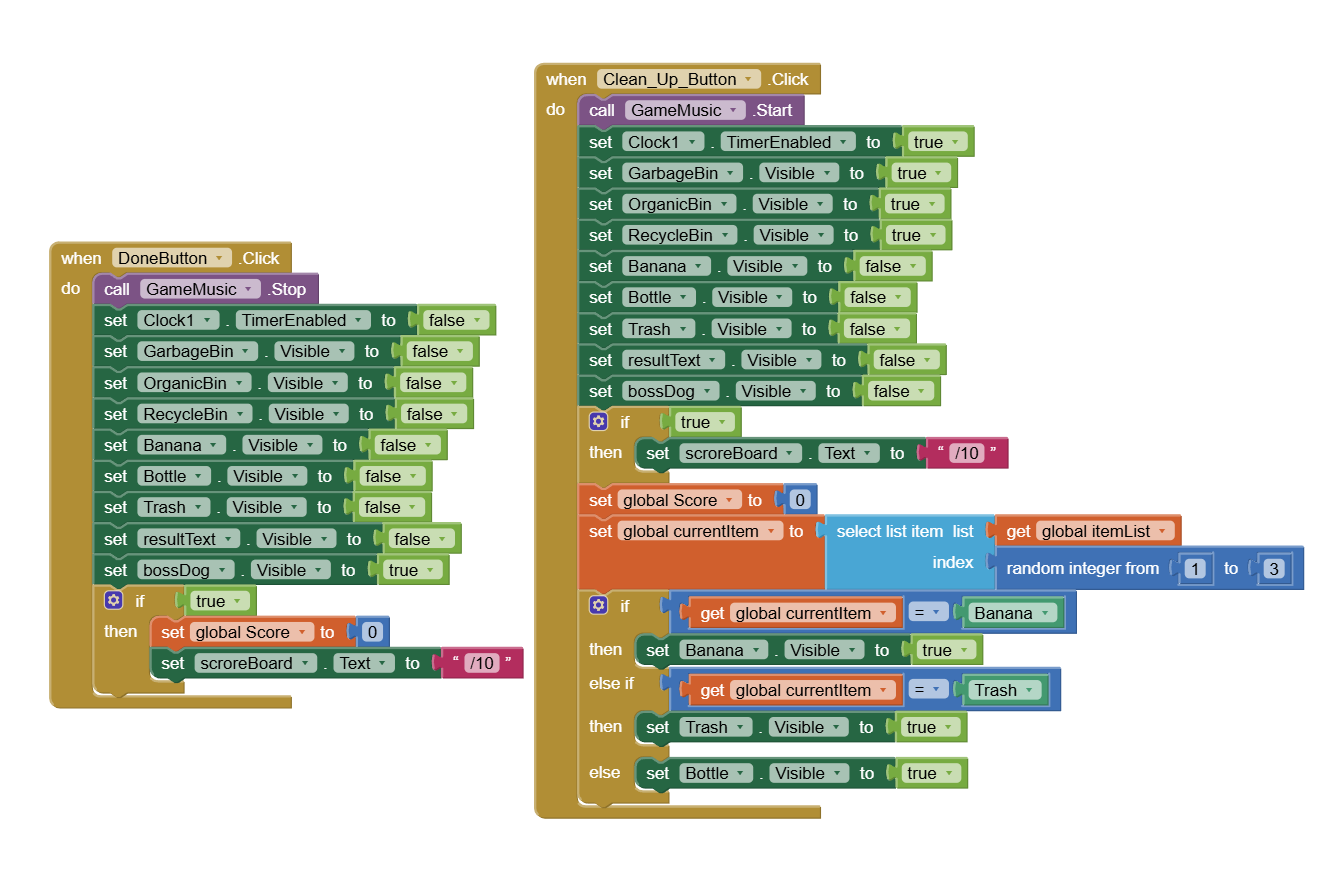 when DoneButton .Click
do call GameMusic .Stop
set Clock1 . TimerEnabled to false
set GarbageBin . Visible to false
set OrganicBin . Visible to false
set RecycleBin . Visible to false
set Banana . Visible to false
set Bottle . Visible to false
set Trash . Visible to false
set resultText . Visible to false
set bossDog . Visible to true
if true
then set global Score to 0
set scroreBoard . Text to “ /10 ”
when Clean_Up_Button .Click
do call GameMusic .Start
set Clock1 . TimerEnabled to true
set GarbageBin . Visible to true
set OrganicBin . Visible to true
set RecycleBin . Visible to true
set Banana . Visible to false
set Bottle . Visible to false
set Trash . Visible to false
set resultText . Visible to false
set bossDog . Visible to false
if true
then set scroreBoard . Text to “ /10 ”
set global Score to 0
set global currentItem to select list item list get global itemList
index random integer from 1 to 3
if get global currentItem = Banana
then set Banana . Visible to true
else if get global currentItem = Trash
then set Trash . Visible to true
else set Bottle . Visible to true